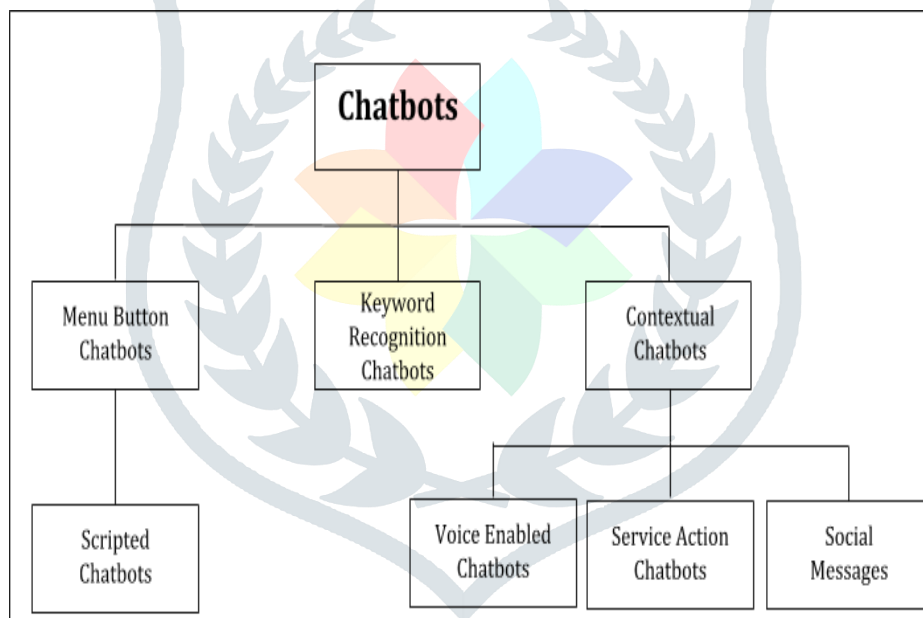 Chatbots
Menu Button
Chatbots
Keyword
Recognition
Chatbots
Contextual
Chatbots
Scripted
Chatbots
Voice Enabled
Chatbots
Service Action
Chatbots
Social
Messages